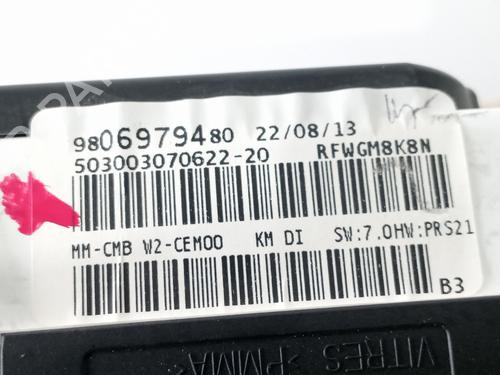 9806979480 22/08/13
503003070622-20 RFWGM8K8N
MM-CMB W2-CEM00 KM DI SW:7.0HW:PRS21
B3
VITRES >PMMA<